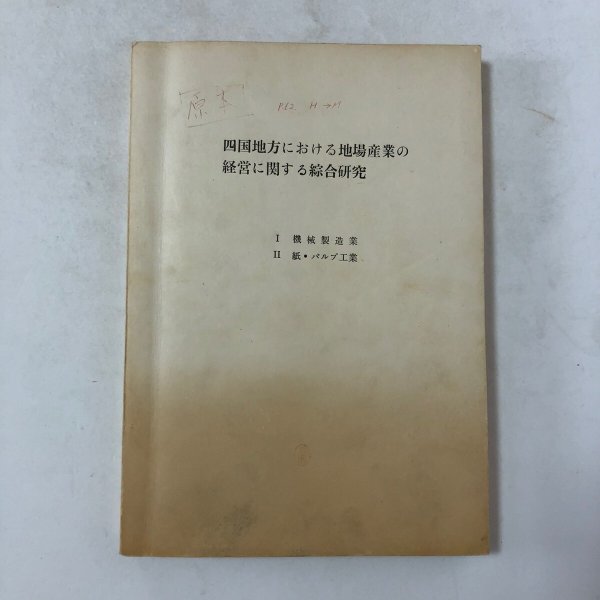 原本
P62 H→M
四国地方における地場産業の
経営に関する綜合研究
I 機械製造業
II 紙・パルプ工業